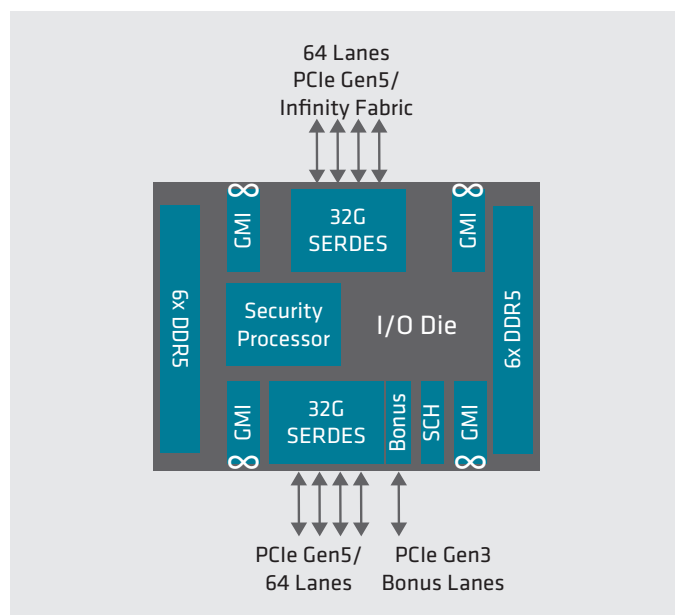 64 Lanes
PCIe Gen5/
Infinity Fabric
∞
∞
GMI
32G
SERDES
GMI
6x DDR5
Security
Processor
I/O Die
6x DDR5
GMI
32G
SERDES
Bonus
SCH
GMI
∞
∞
PCIe Gen5/
64 Lanes
PCIe Gen3
Bonus Lanes